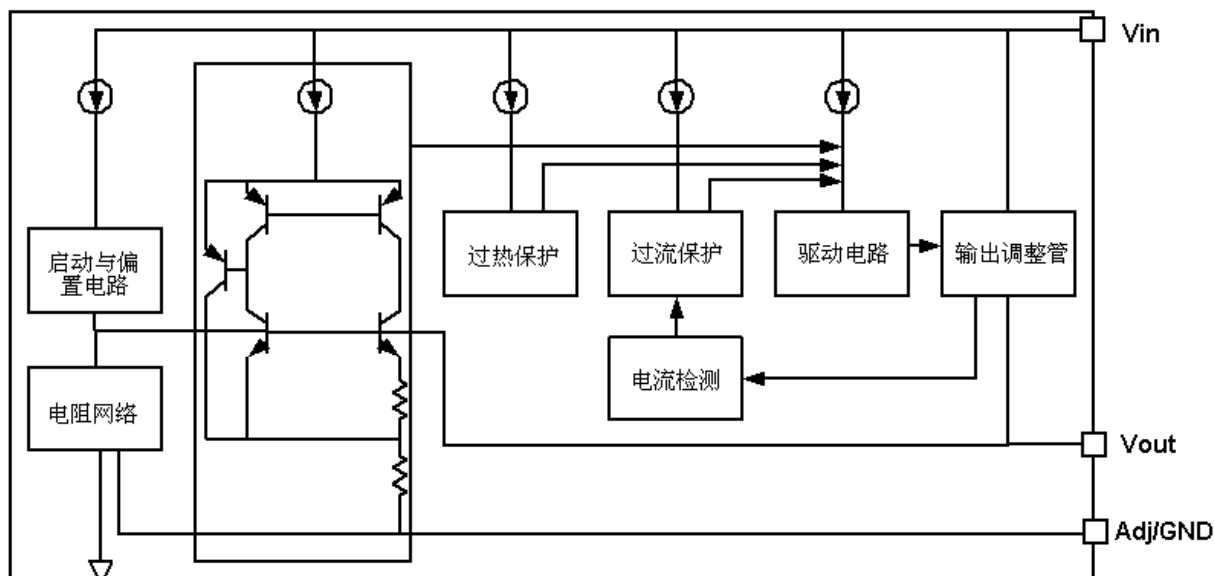 Vin
启动与偏
置电路
过热保护
过流保护
驱动电路
输出调整管
电流检测
电阻网络
Vout
Adj/GND